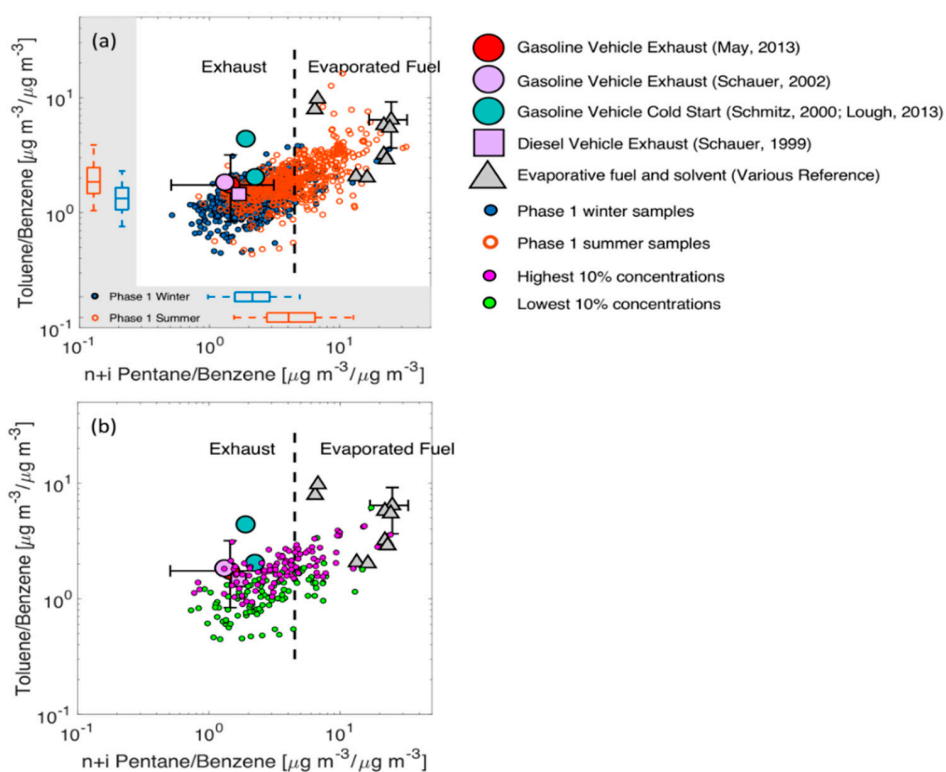 (a)
Exhaust
Evaporated Fuel
Toluene/Benzene [μg m⁻³/μg m⁻³]
10¹
10⁰
10⁻¹
Phase 1 Winter
Phase 1 Summer
10⁻¹
10⁰
10¹
n+i Pentane/Benzene [μg m⁻³/μg m⁻³]
Gasoline Vehicle Exhaust (May, 2013)
Gasoline Vehicle Exhaust (Schauer, 2002)
Gasoline Vehicle Cold Start (Schmitz, 2000; Lough, 2013)
Diesel Vehicle Exhaust (Schauer, 1999)
Evaporative fuel and solvent (Various Reference)
Phase 1 winter samples
Phase 1 summer samples
Highest 10% concentrations
Lowest 10% concentrations
(b)
Exhaust
Evaporated Fuel
Toluene/Benzene [μg m⁻³/μg m⁻³]
10¹
10⁰
10⁻¹
10⁻¹
10⁰
10¹
n+i Pentane/Benzene [μg m⁻³/μg m⁻³]